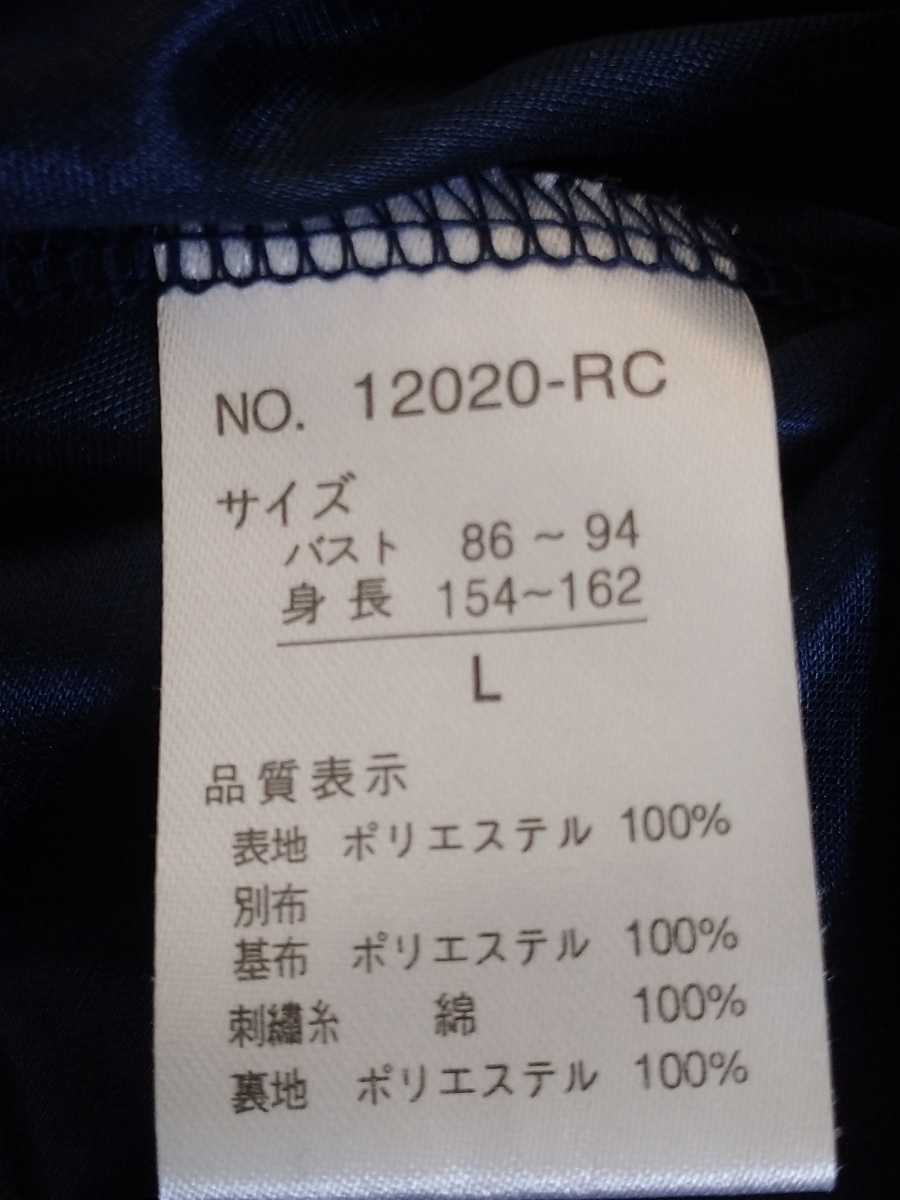 NO. 12020-RC
サイズ
バスト 86~94
身長 154~162
L
品質表示
表地 ポリエステル 100%
別布
基布 ポリエステル 100%
刺繡糸 綿 100%
裏地 ポリエステル 100%